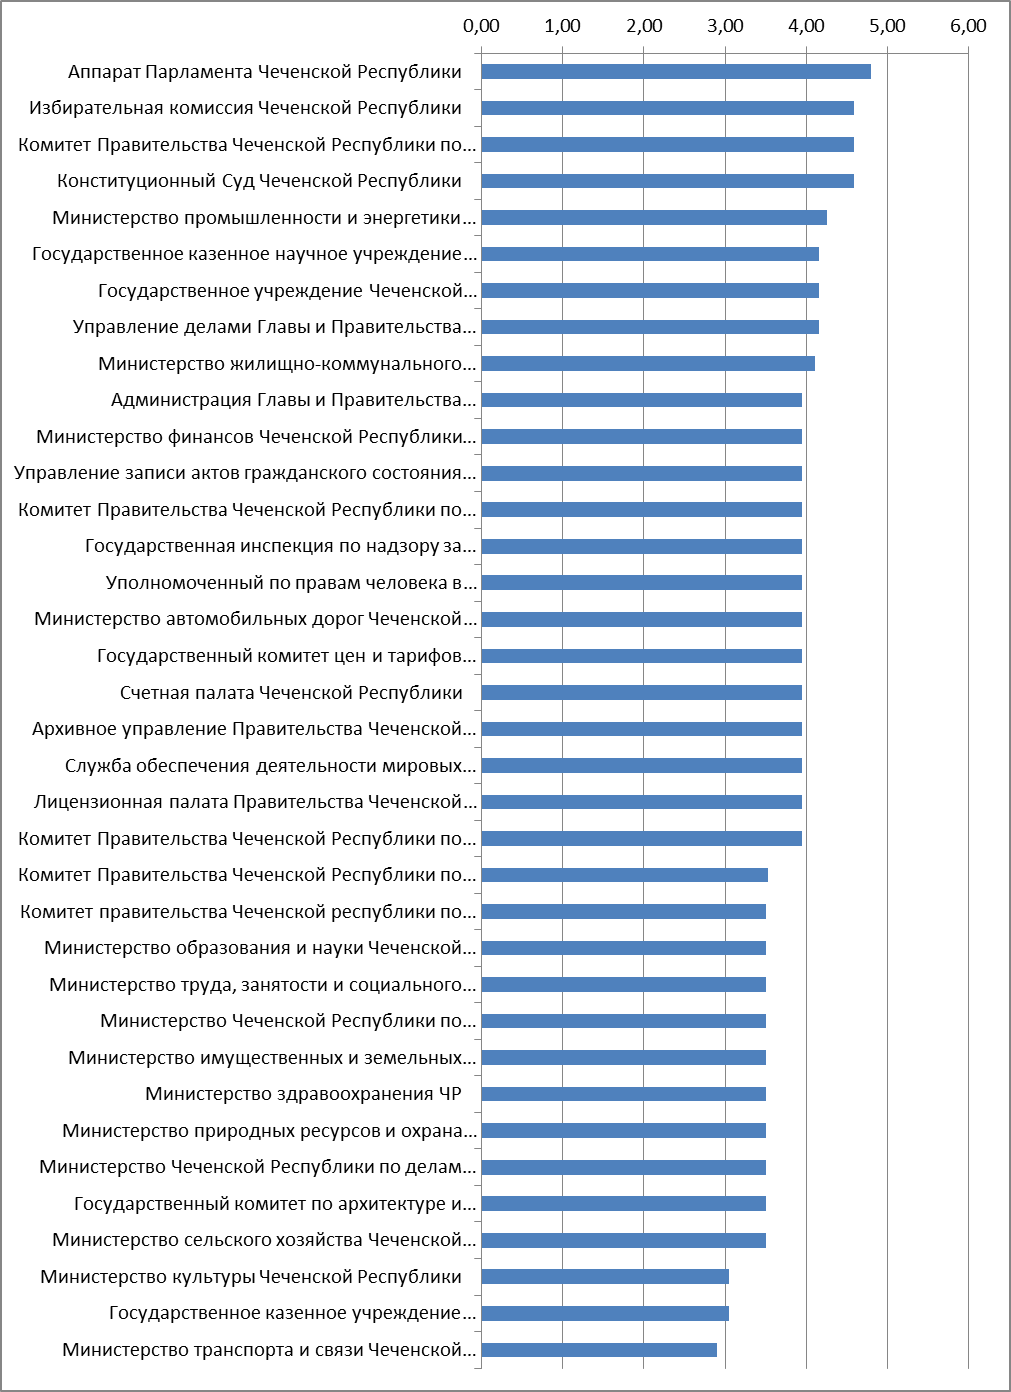 0,00 1,00 2,00 3,00 4,00 5,00 6,00
Аппарат Парламента Чеченской Республики
Избирательная комиссия Чеченской Республики
Комитет Правительства Чеченской Республики по...
Конституционный Суд Чеченской Республики
Министерство промышленности и энергетики...
Государственное казенное научное учреждение...
Государственное учреждение Чеченской...
Управление делами Главы и Правительства...
Министерство жилищно-коммунального...
Администрация Главы и Правительства...
Министерство финансов Чеченской Республики...
Управление записи актов гражданского состояния...
Комитет Правительства Чеченской Республики по...
Государственная инспекция по надзору за...
Уполномоченный по правам человека в...
Министерство автомобильных дорог Чеченской...
Государственный комитет цен и тарифов...
Счетная палата Чеченской Республики
Архивное управление Правительства Чеченской...
Служба обеспечения деятельности мировых...
Лицензионная палата Правительства Чеченской...
Комитет Правительства Чеченской Республики по...
Комитет Правительства Чеченской Республики по...
Комитет правительства Чеченской республики по...
Министерство образования и науки Чеченской...
Министерство труда, занятости и социального...
Министерство Чеченской Республики по...
Министерство имущественных и земельных...
Министерство здравоохранения ЧР
Министерство природных ресурсов и охрана...
Министерство Чеченской Республики по делам...
Государственный комитет по архитектуре и...
Министерство сельского хозяйства Чеченской...
Министерство культуры Чеченской Республики
Государственное казенное учреждение...
Министерство транспорта и связи Чеченской...